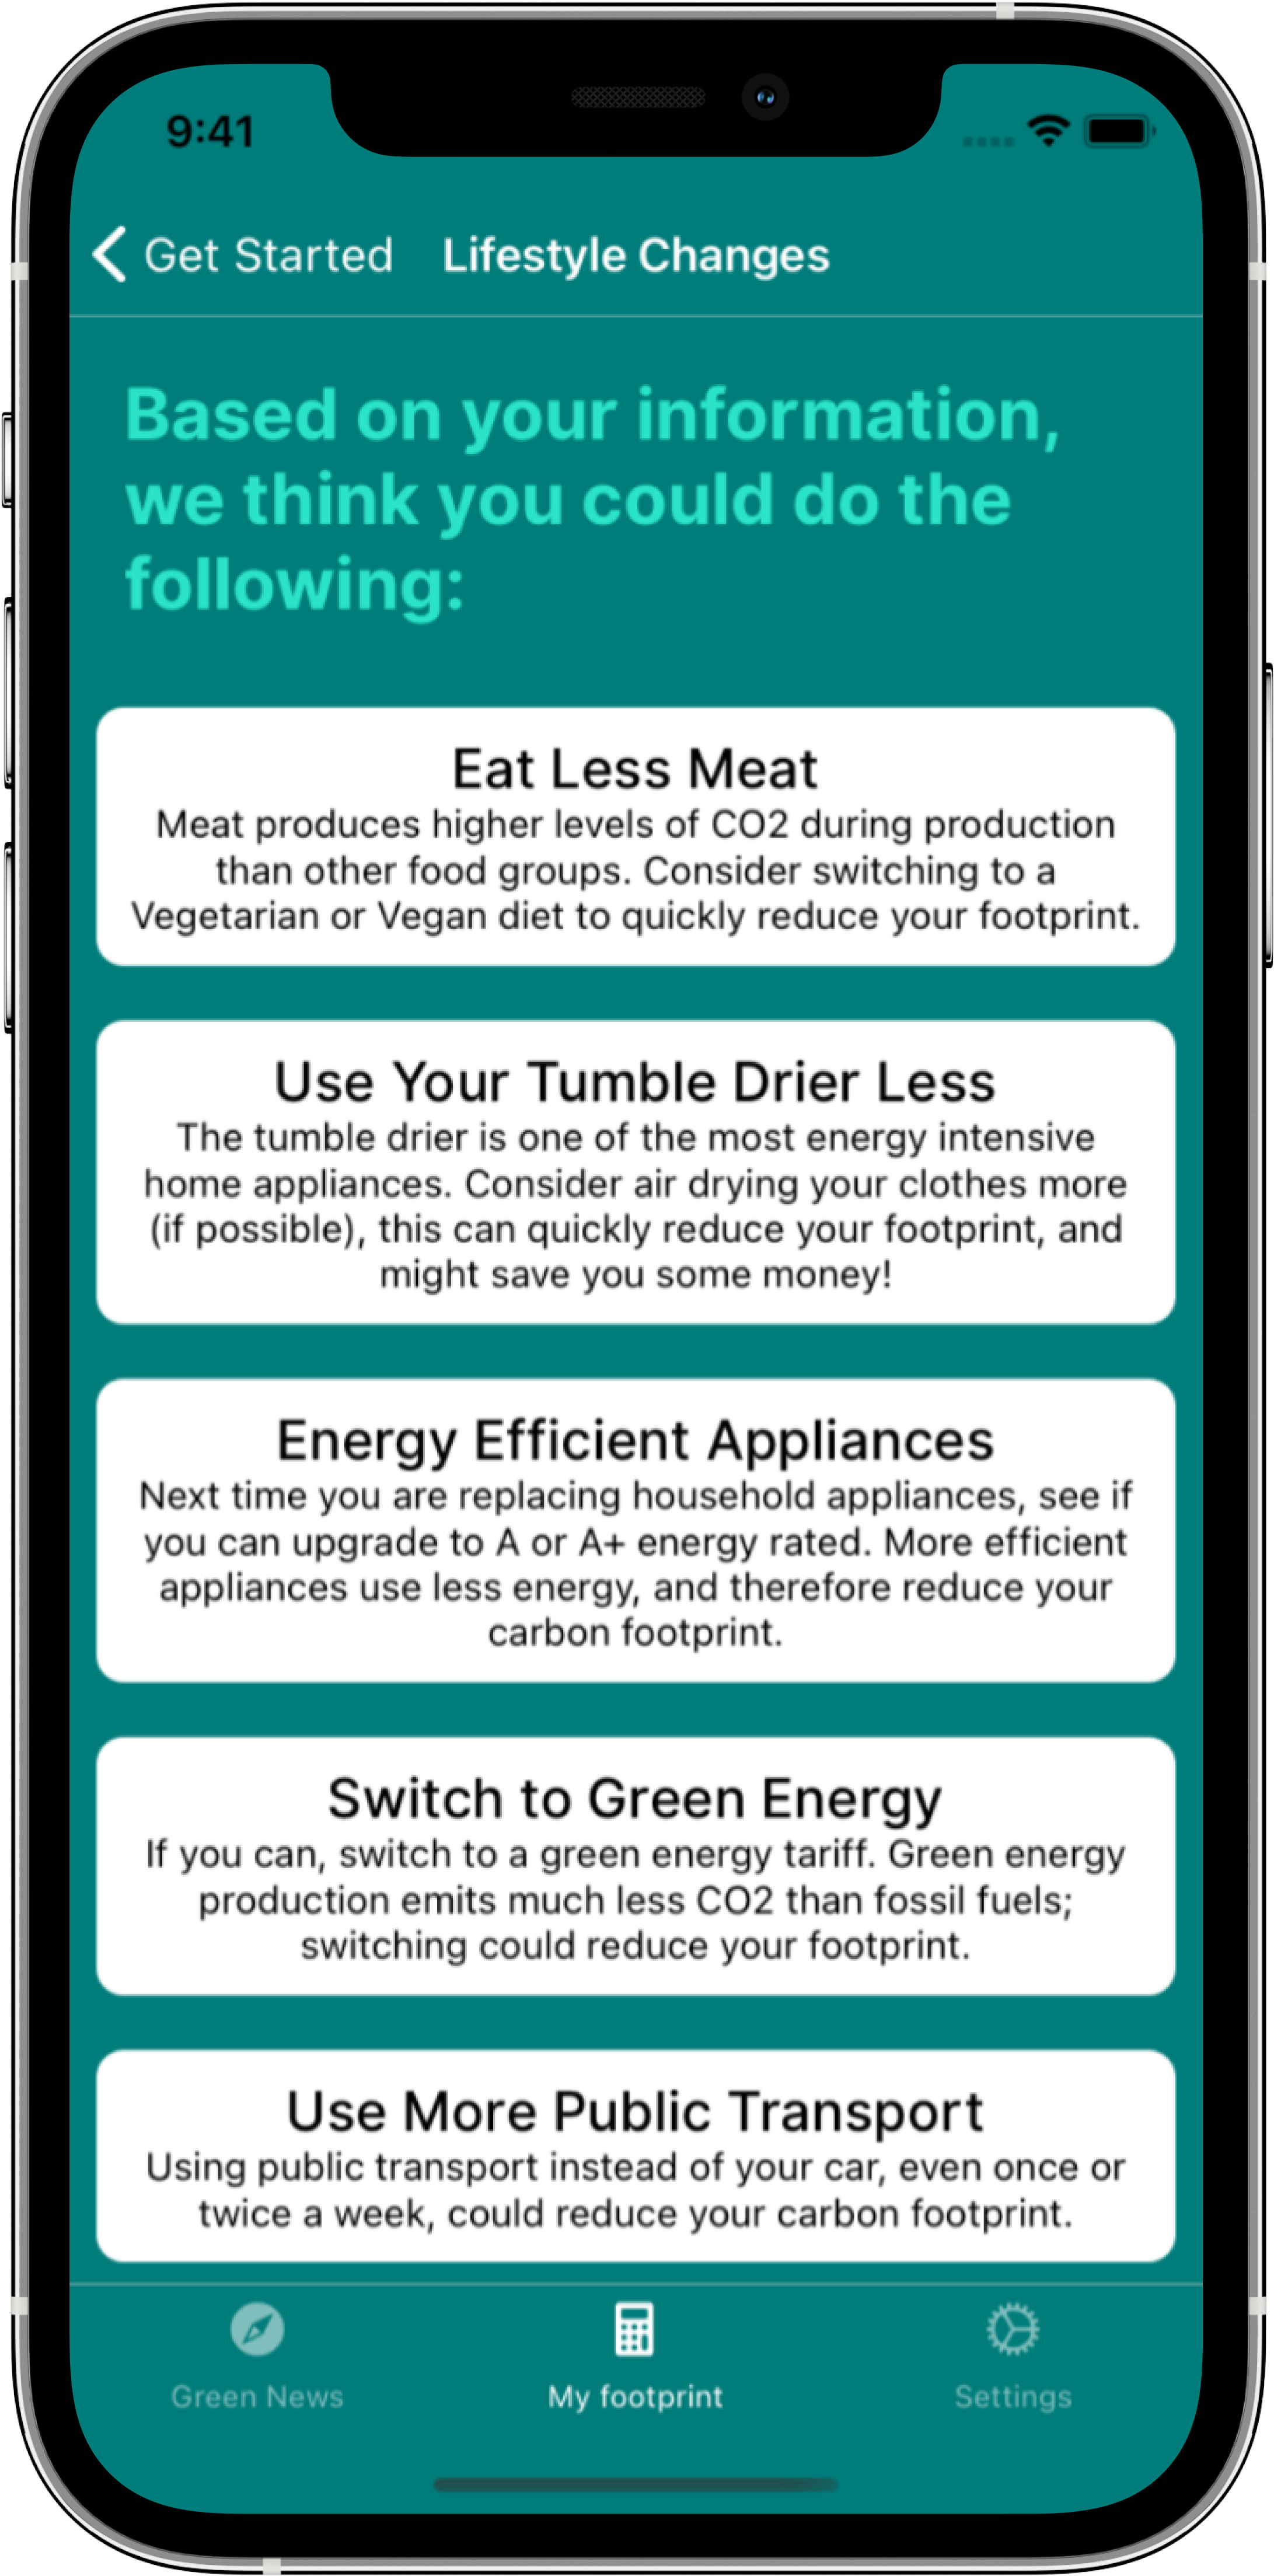 9:41
Get Started Lifestyle Changes
Based on your information,
we think you could do the
following:
Eat Less Meat
Meat produces higher levels of CO2 during production
than other food groups. Consider switching to a
Vegetarian or Vegan diet to quickly reduce your footprint.
Use Your Tumble Drier Less
The tumble drier is one of the most energy intensive
home appliances. Consider air drying your clothes more
(if possible), this can quickly reduce your footprint, and
might save you some money!
Energy Efficient Appliances
Next time you are replacing household appliances, see if
you can upgrade to A or A+ energy rated. More efficient
appliances use less energy, and therefore reduce your
carbon footprint.
Switch to Green Energy
If you can, switch to a green energy tariff. Green energy
production emits much less CO2 than fossil fuels;
switching could reduce your footprint.
Use More Public Transport
Using public transport instead of your car, even once or
twice a week, could reduce your carbon footprint.
Green News My footprint Settings